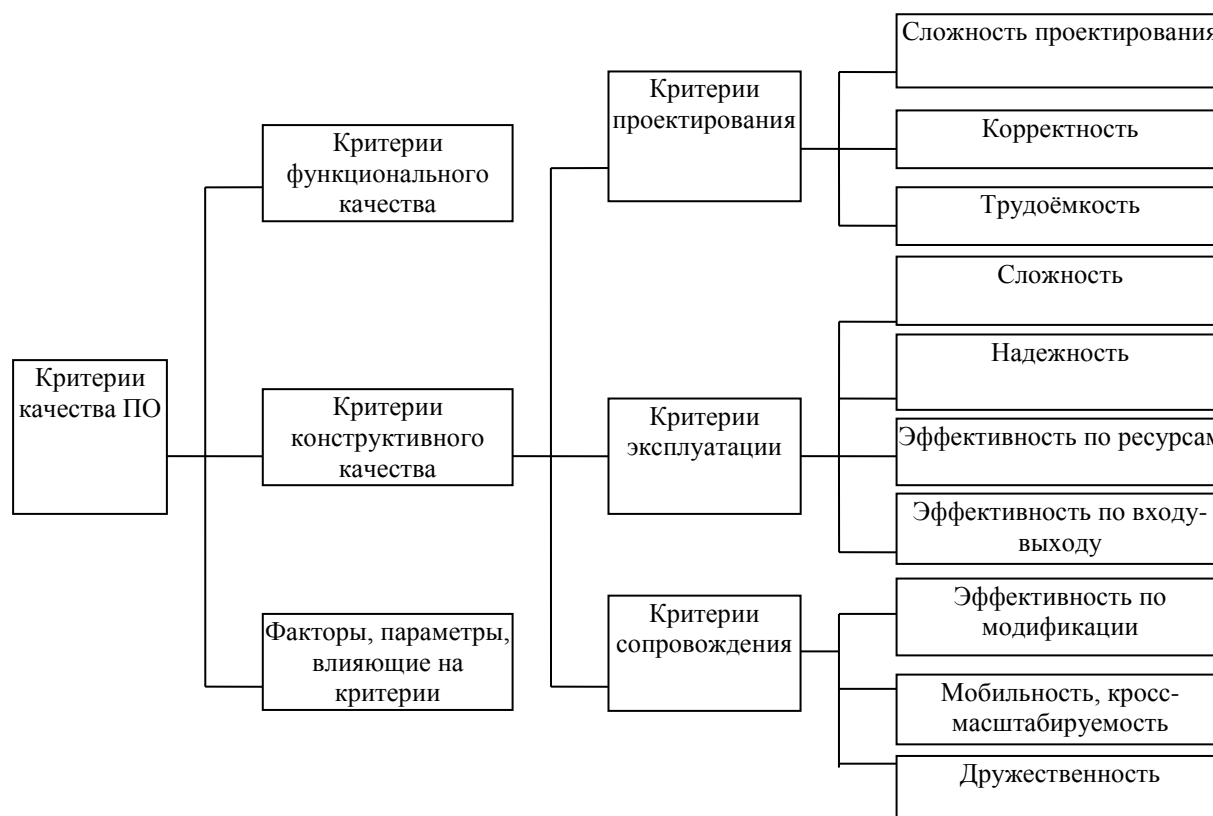 Критерии
качества ПО
Критерии
функционального
качества
Критерии
конструктивного
качества
Факторы, параметры,
влияющие на
критерии
Критерии
проектирования
Критерии
эксплуатации
Критерии
сопровождения
Сложность проектирования
Корректность
Трудоёмкость
Сложность
Надежность
Эффективность по ресурсам
Эффективность по входу-
выходу
Эффективность по
модификации
Мобильность, кросс-
масштабируемость
Дружественность